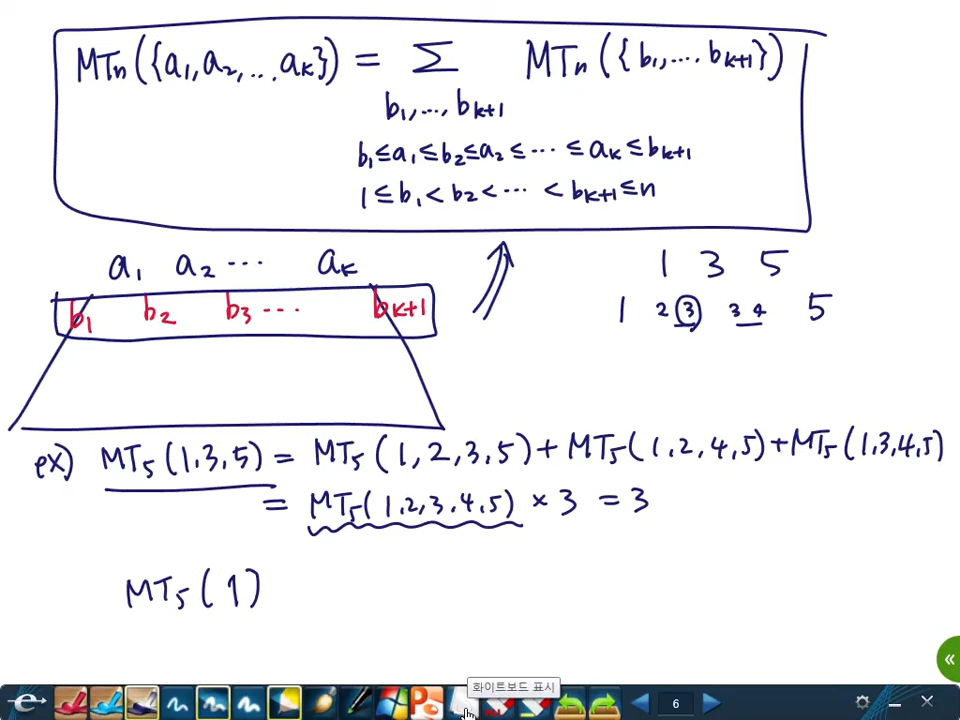 MTn({a1,a2,...ak}) = Σ MTn({b1,...bk+1})
b1,...,bk+1
b1≤a1≤b2≤a2≤···≤ak≤bk+1
1≤b1<b2<···<bk+1≤n
a1 a2 ··· ak
b1 b2 b3 ··· bk+1
1 3 5
1 2 3 3 4 5
ex) MT5(1,3,5) = MT5(1,2,3,5)+MT5(1,2,4,5)+MT5(1,3,4,5)
= MT5(1,2,3,4,5) × 3 = 3
MT5(1)
화이트보드 표시
6